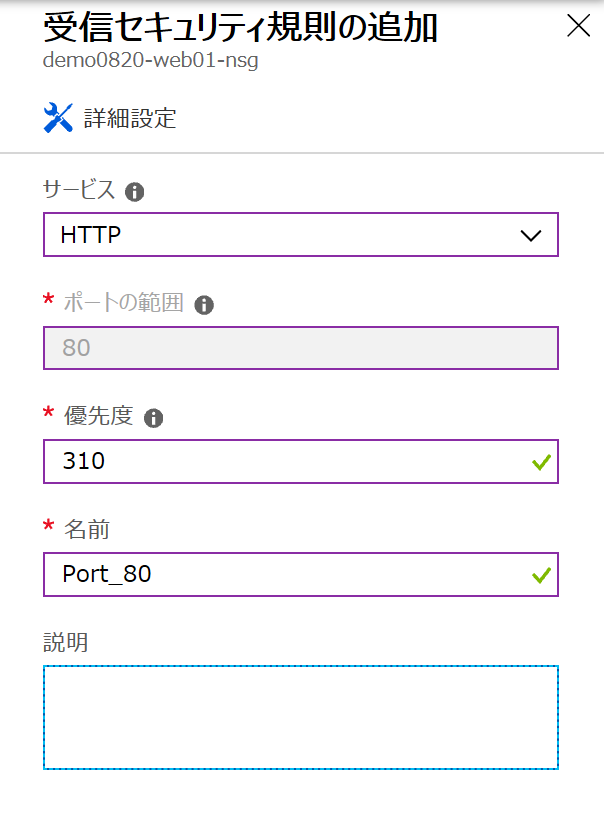 受信セキュリティ規則の追加
demo0820-web01-nsg
詳細設定
サービス
HTTP
* ポートの範囲
80
* 優先度
310
* 名前
Port_80
説明